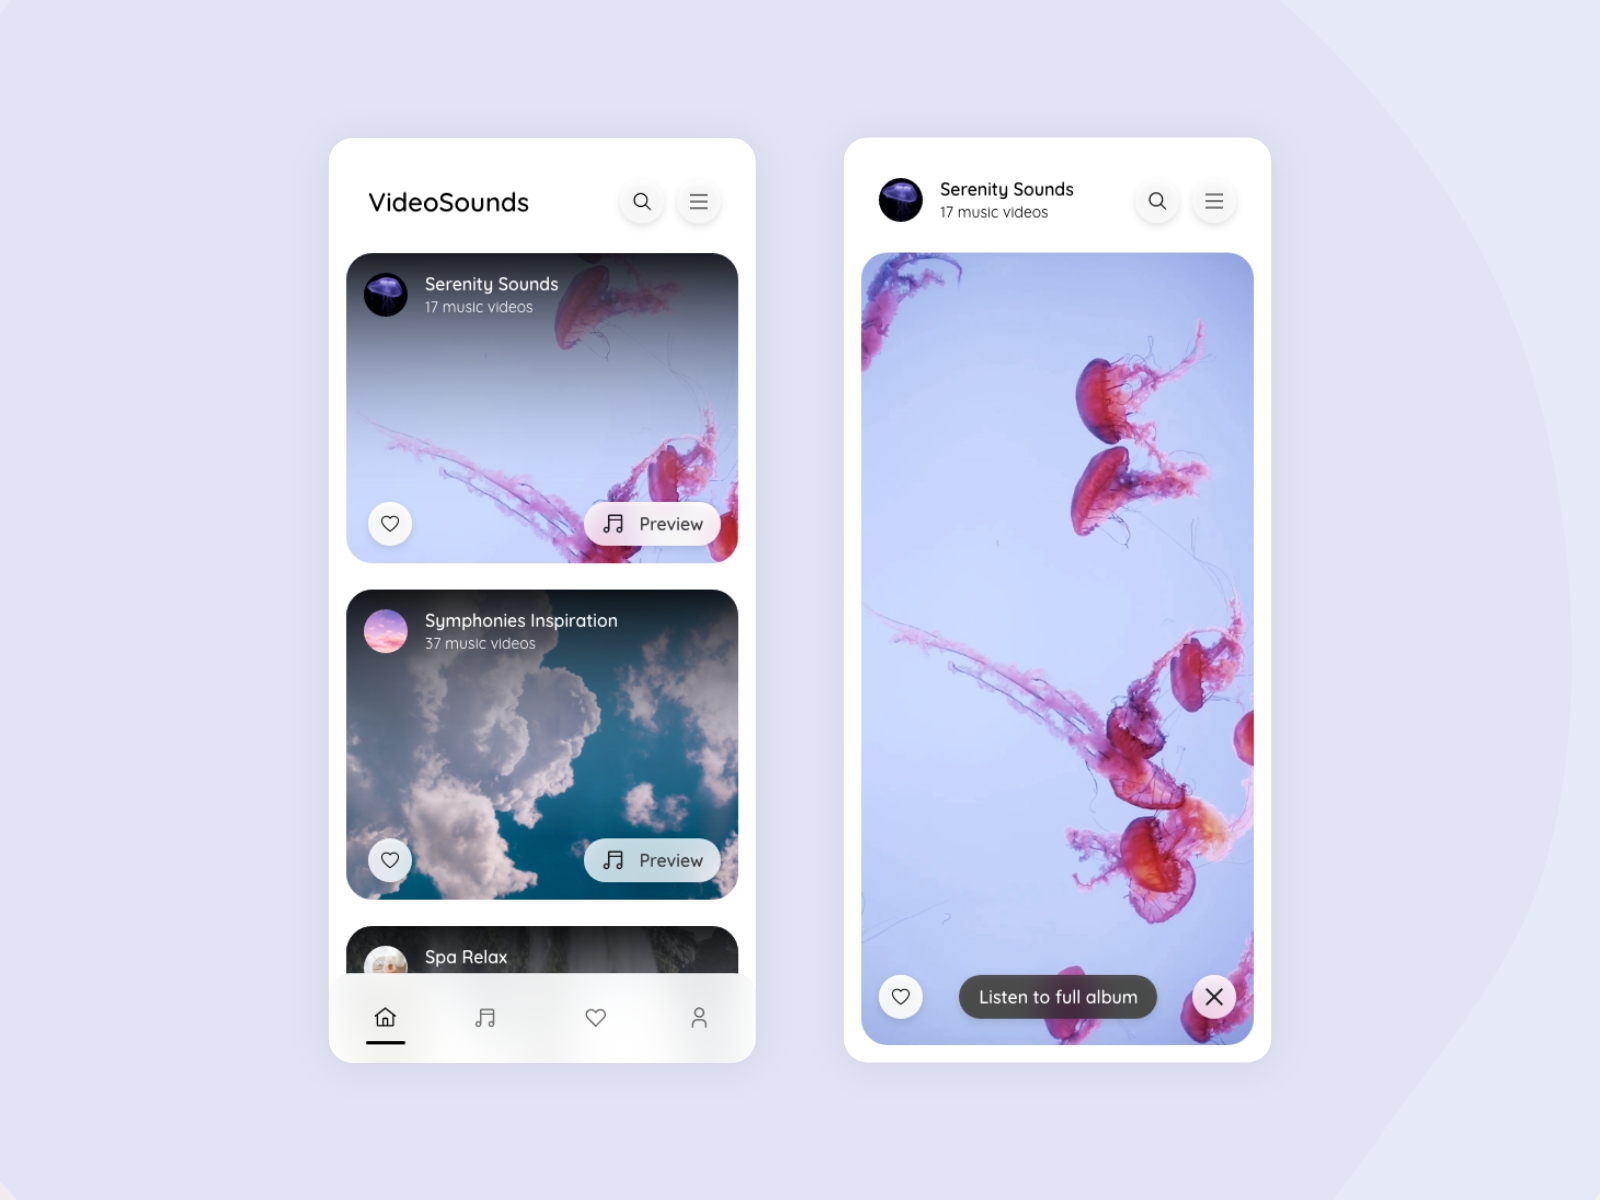 VideoSounds
Serenity Sounds
17 music videos
Preview
Symphonies Inspiration
37 music videos
Preview
Spa Relax
Serenity Sounds
17 music videos
Listen to full album